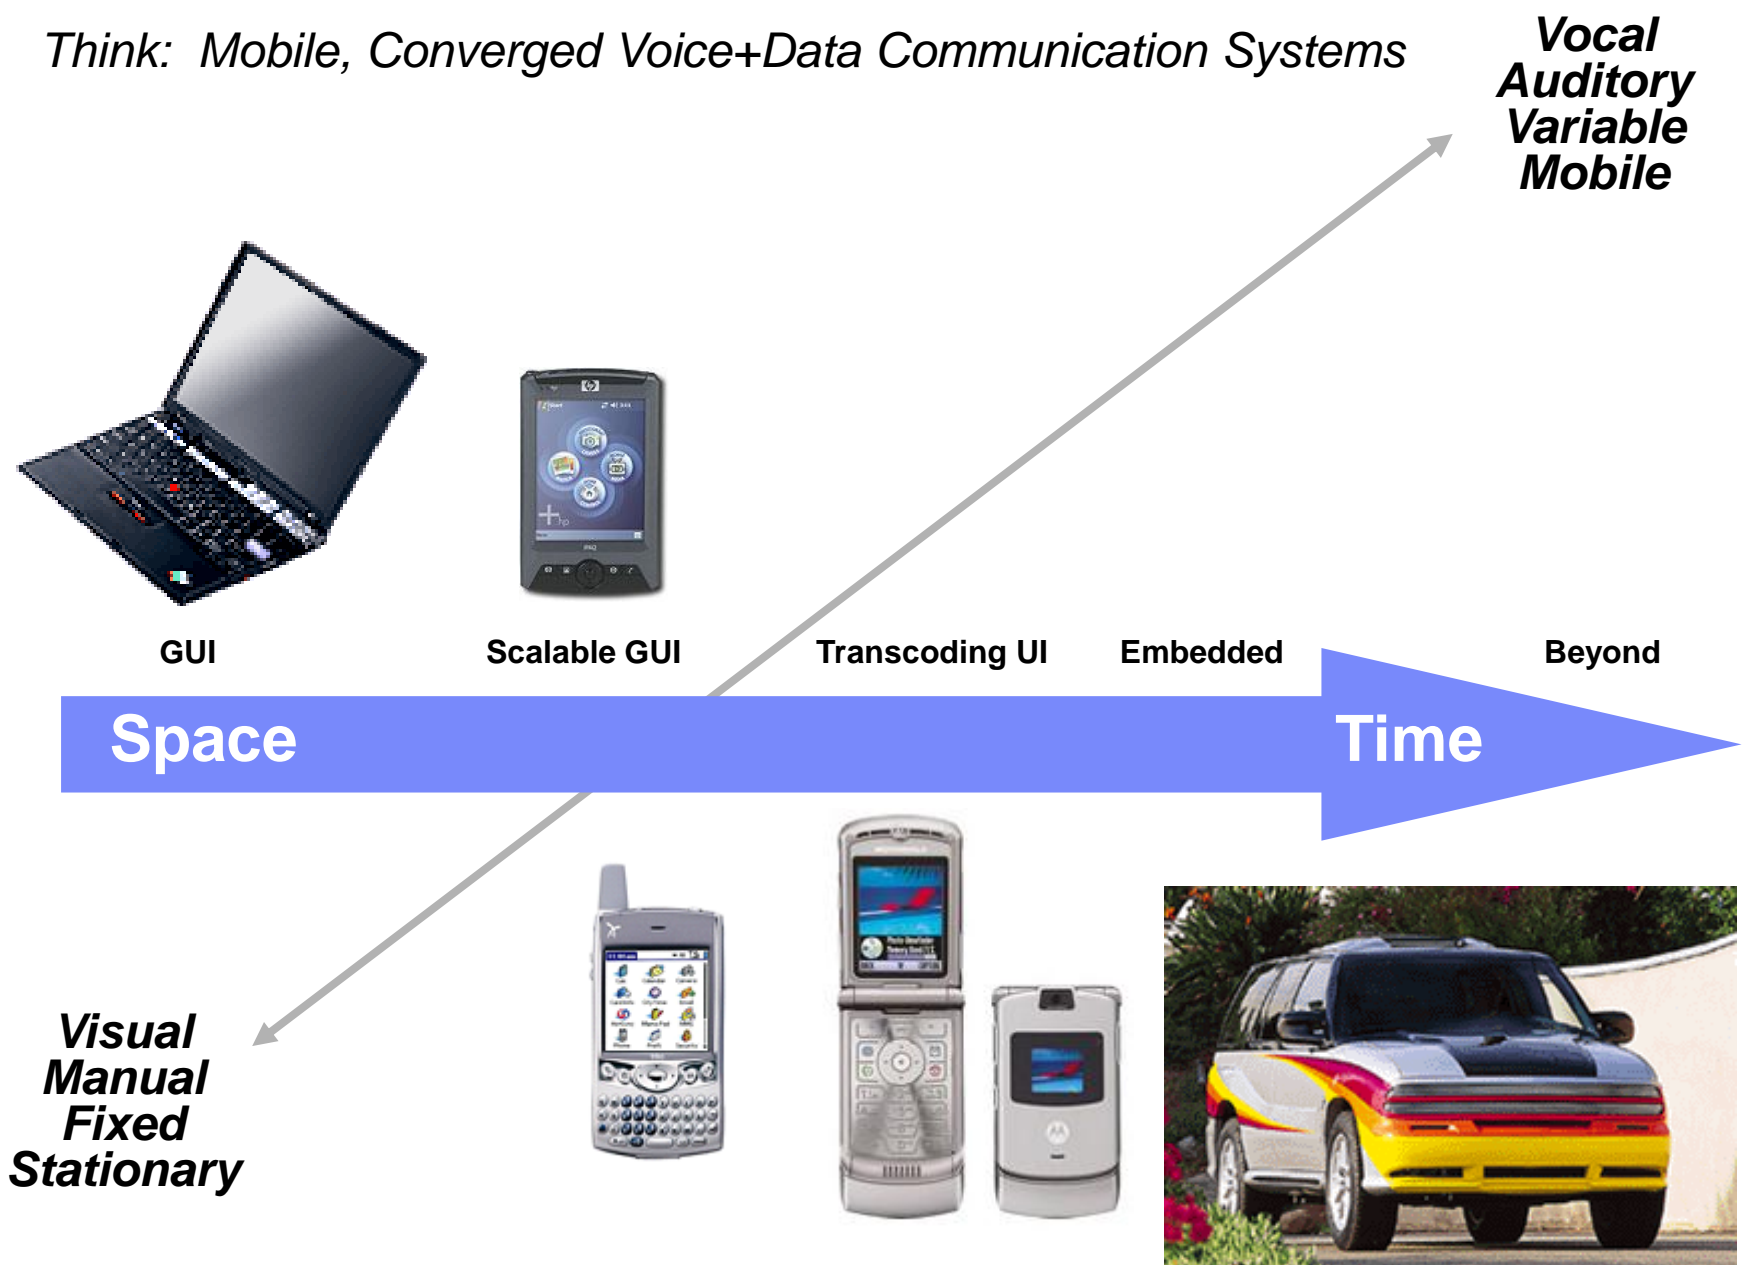 Think: Mobile, Converged Voice+Data Communication Systems
Vocal
Auditory
Variable
Mobile
hp
GUI
Scalable GUI
Transcoding UI
Embedded
Beyond
Space
Time
Visual
Manual
Fixed
Stationary